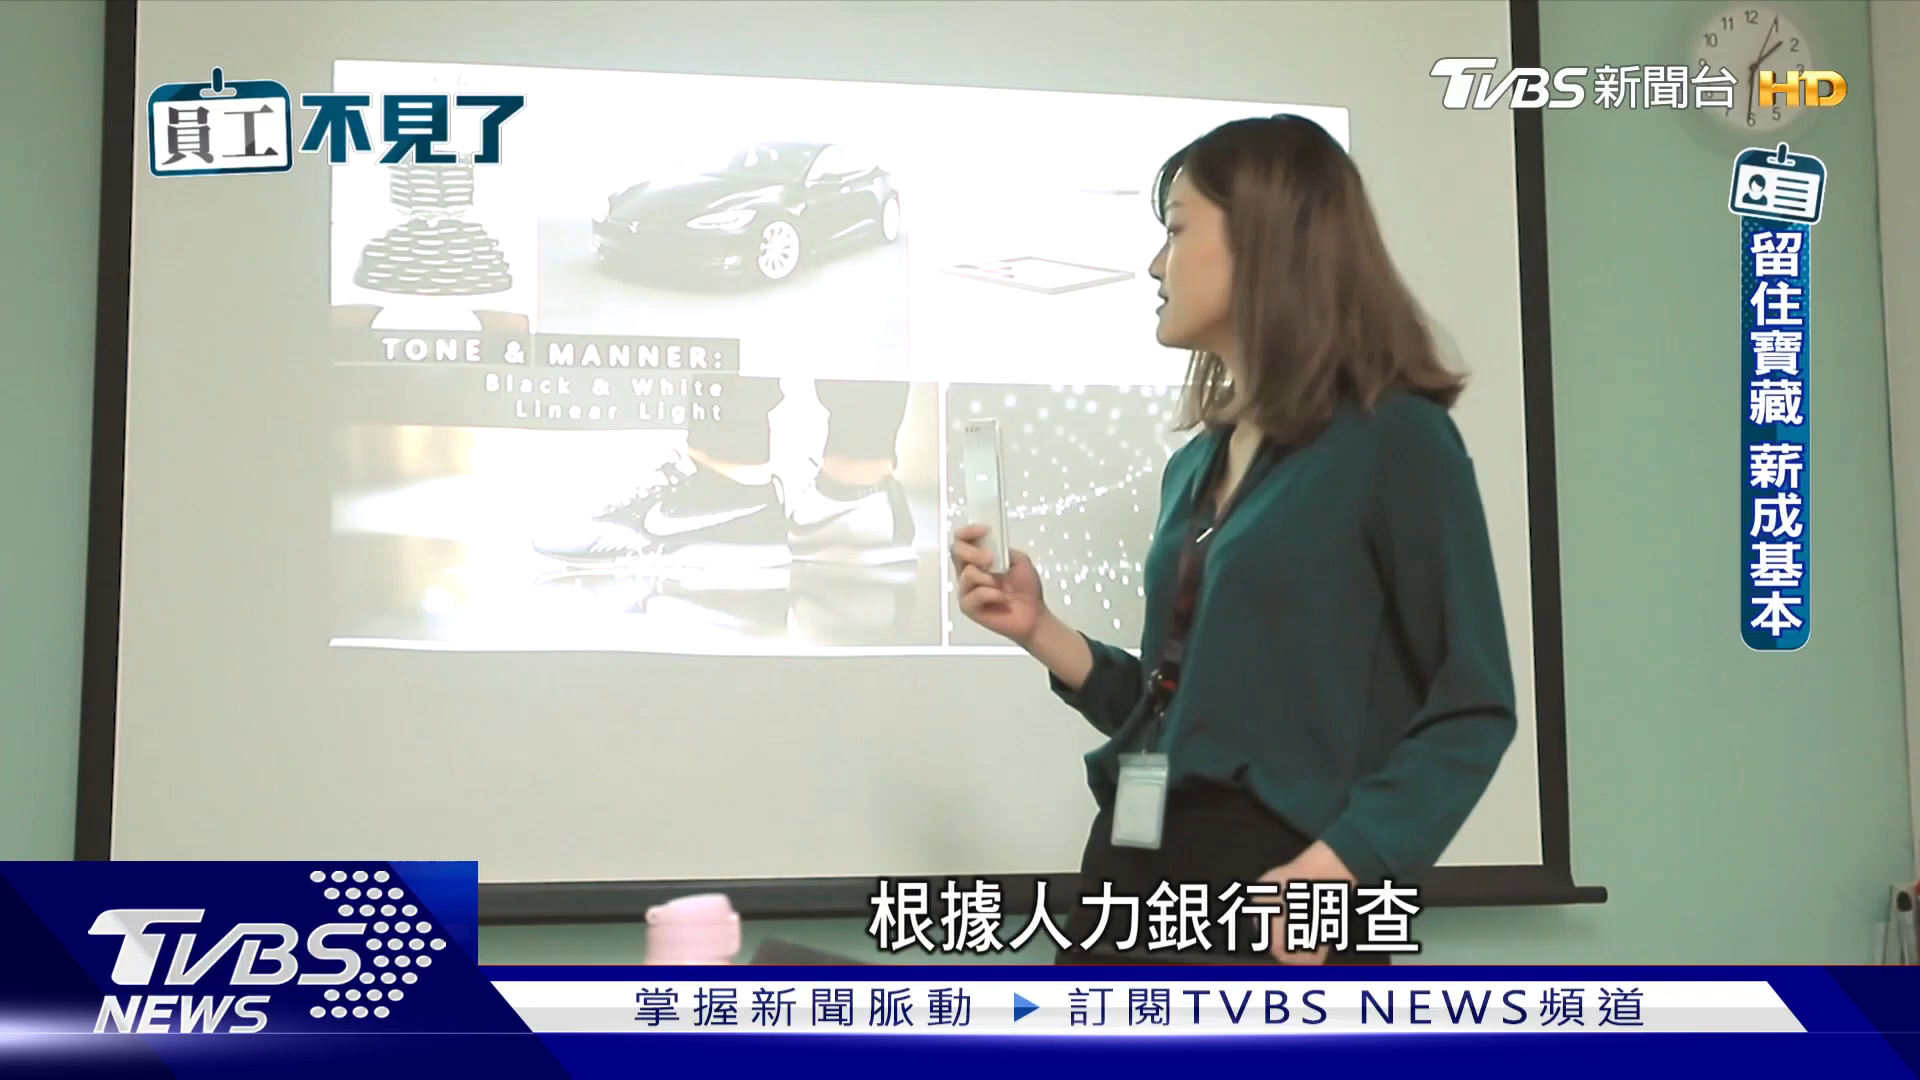 員工不見了
TVBS新聞台 HD
留住寶藏 薪成基本
TONE & MANNER:
Black & White
Linear Light
根據人力銀行調查
TVBS
NEWS
掌握新聞脈動 ▶ 訂閱TVBS NEWS頻道